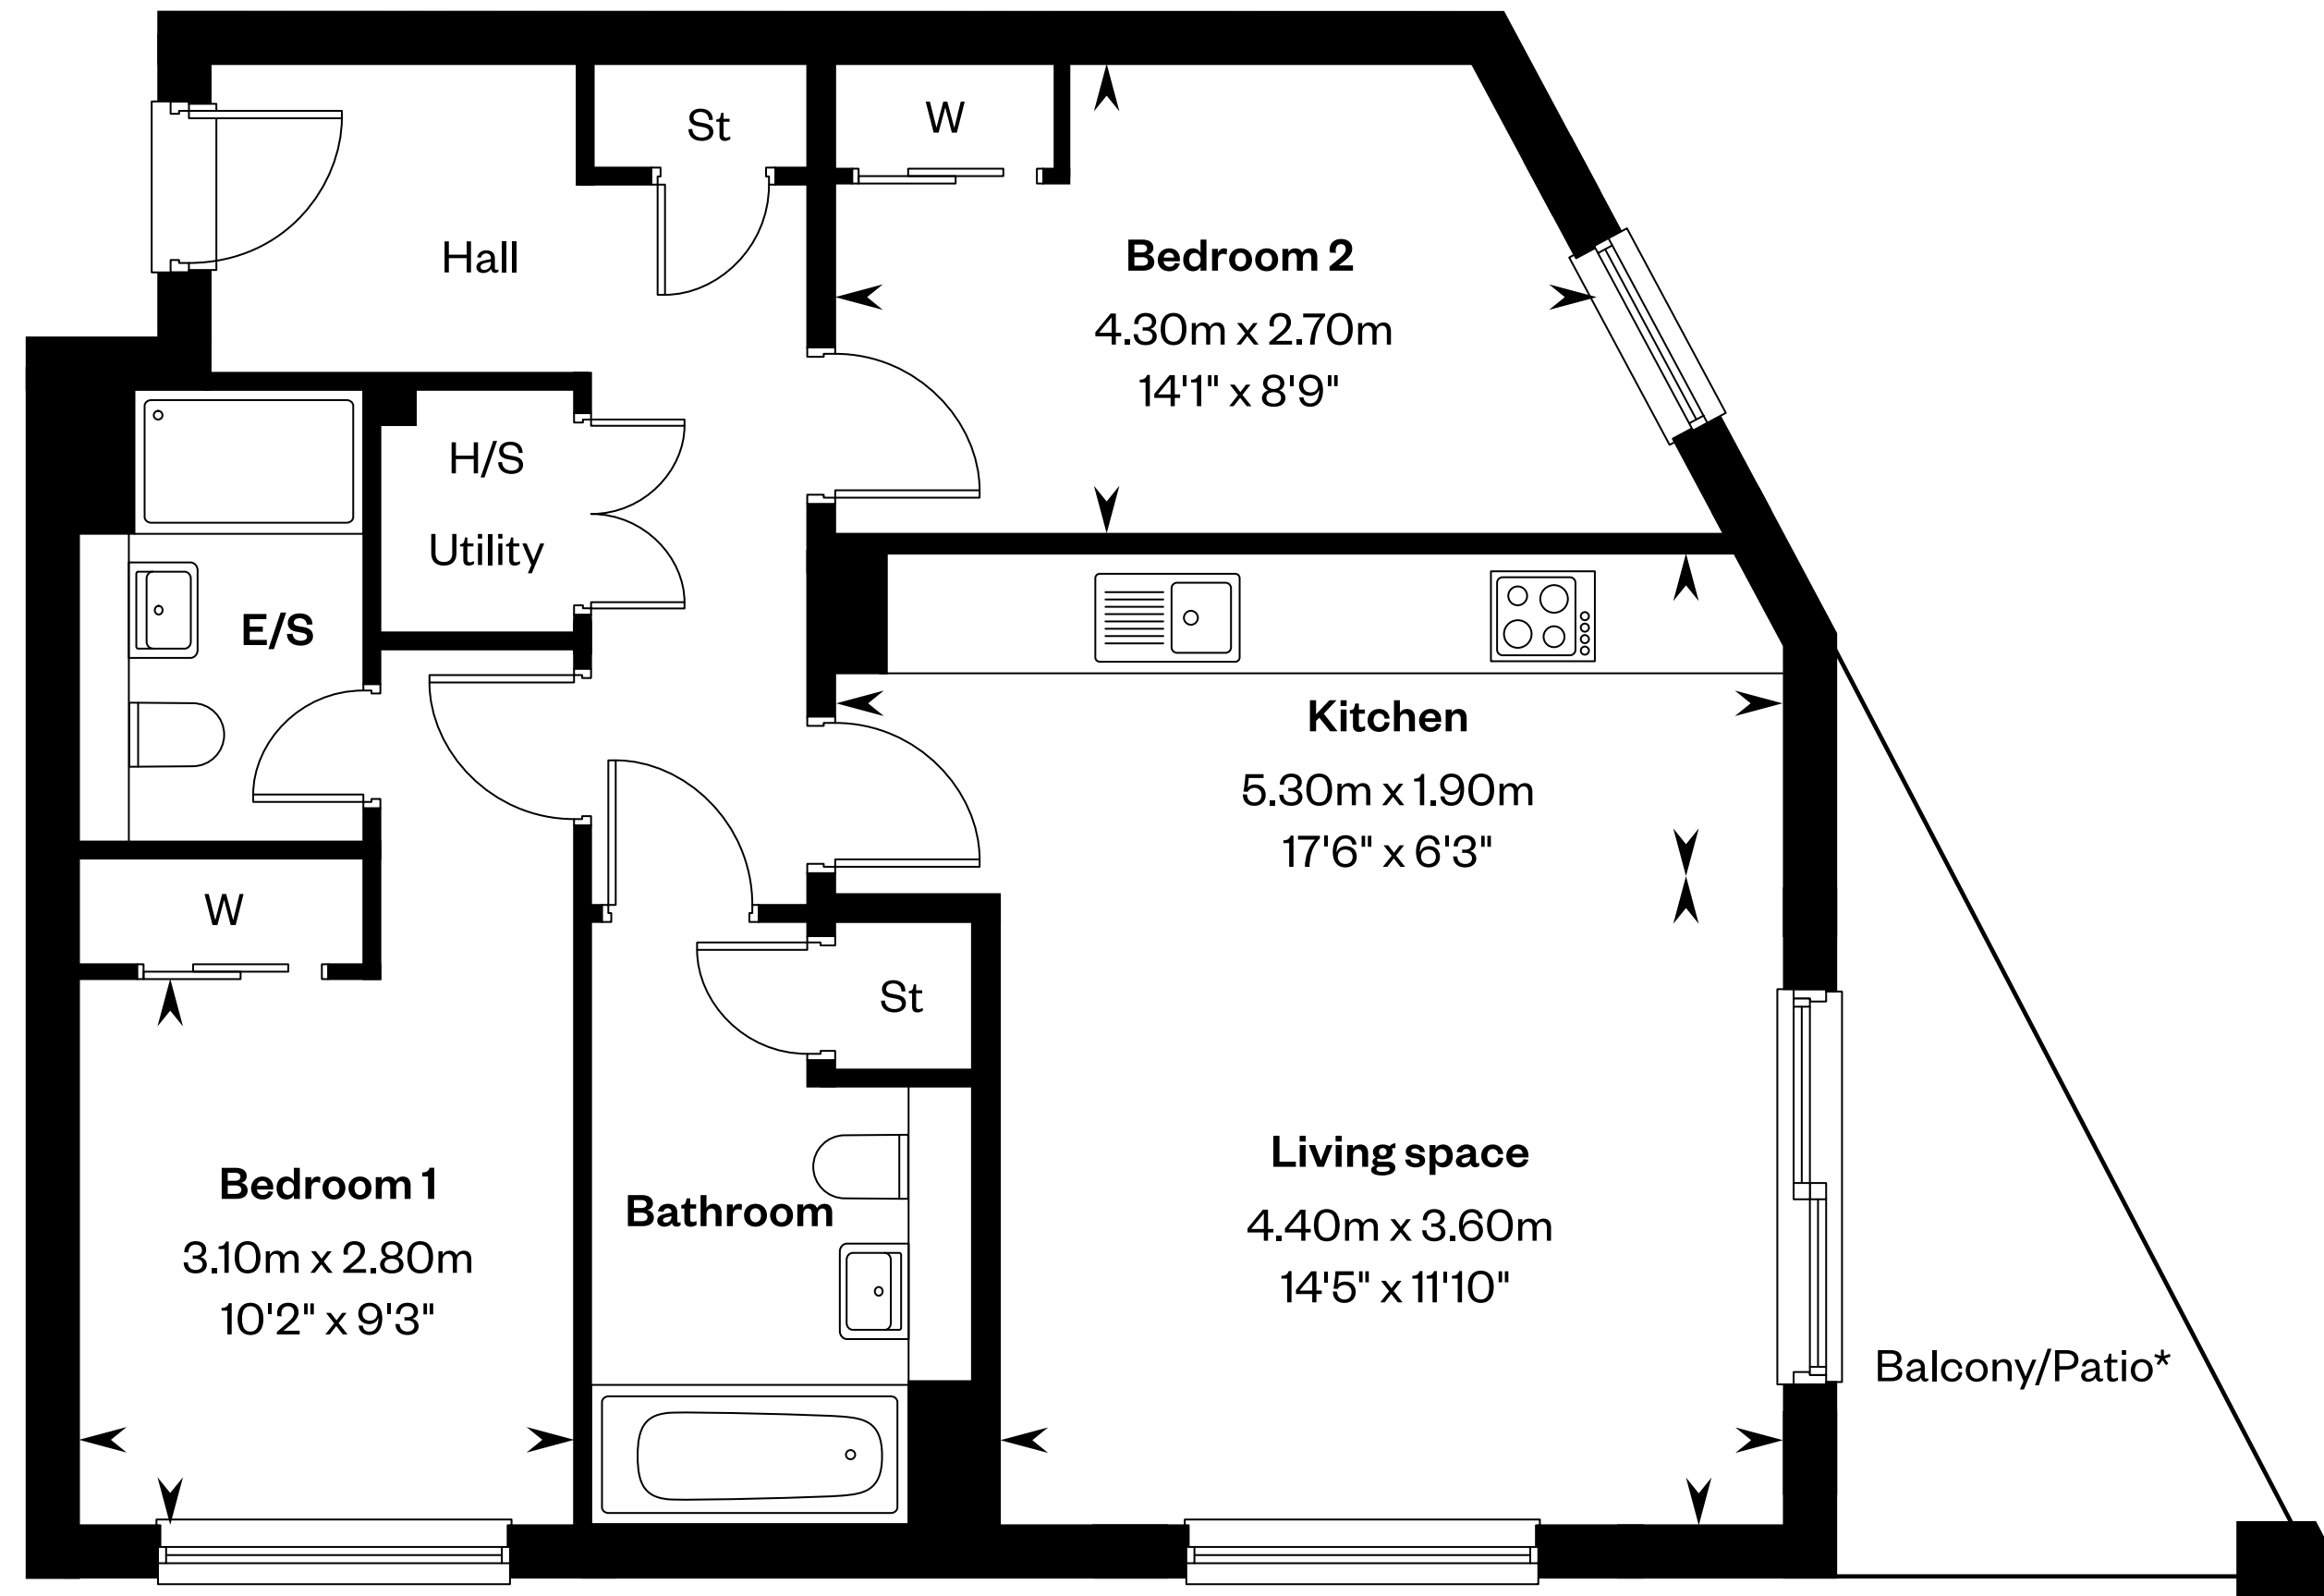 St
W
Hall
Bedroom 2
4.30m x 2.70m
14'1" x 8'9"
H/S
Utility
E/S
Kitchen
5.30m x 1.90m
17'6" x 6'3"
W
St
Living space
4.40m x 3.60m
14'5" x 11'10"
Bedroom 1
3.10m x 2.80m
10'2" x 9'3"
Bathroom
Balcony/Patio*